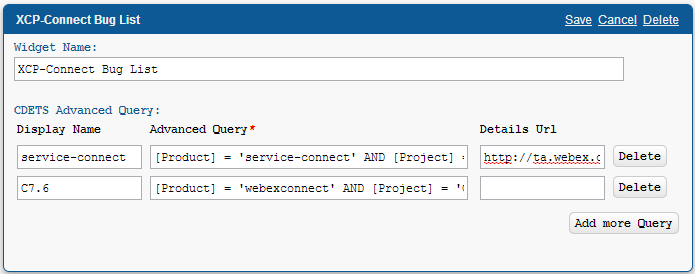 XCP-Connect Bug List Save Cancel Delete
Widget Name:
XCP-Connect Bug List
CDETS Advanced Query:
Display Name Advanced Query* Details Url
service-connect [Product] = 'service-connect' AND [Project] = http://ta.webex.c Delete
C7.6 [Product] = 'webexconnect' AND [Project] = ' Delete
Add more Query